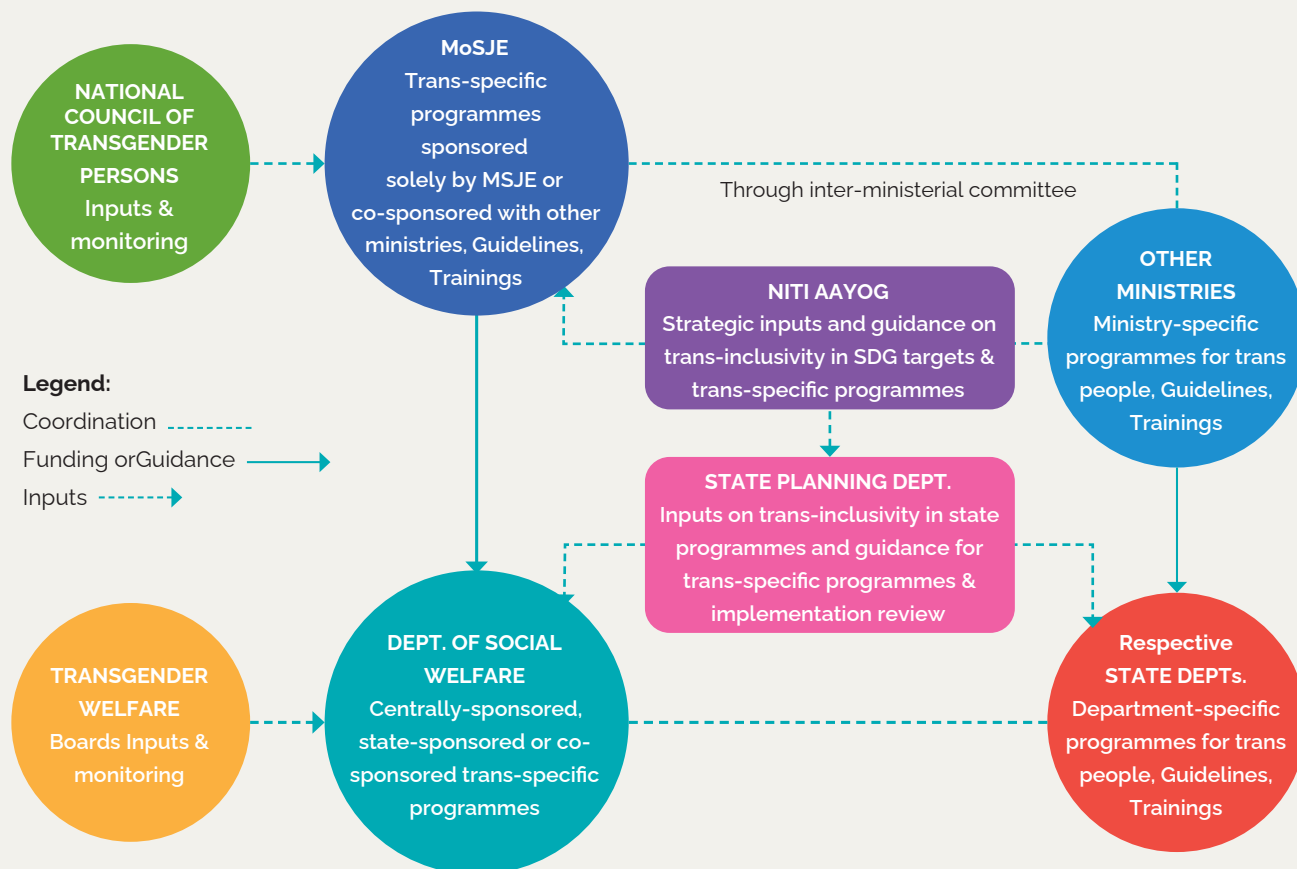 NATIONAL
COUNCIL OF
TRANSGENDER
PERSONS
Inputs &
monitoring
MoSJE
Trans-specific
programmes
sponsored
solely by MSJE or
co-sponsored with other
ministries, Guidelines,
Trainings
Through inter-ministerial committee
OTHER
MINISTRIES
Ministry-specific
programmes for trans
people, Guidelines,
Trainings
NITI AAYOG
Strategic inputs and guidance on
trans-inclusivity in SDG targets &
trans-specific programmes
Legend:
Coordination
Funding orGuidance
Inputs
STATE PLANNING DEPT.
Inputs on trans-inclusivity in state
programmes and guidance for
trans-specific programmes &
implementation review
TRANSGENDER
WELFARE
Boards Inputs &
monitoring
DEPT. OF SOCIAL
WELFARE
Centrally-sponsored,
state-sponsored or co-
sponsored trans-specific
programmes
Respective
STATE DEPTs.
Department-specific
programmes for trans
people, Guidelines,
Trainings